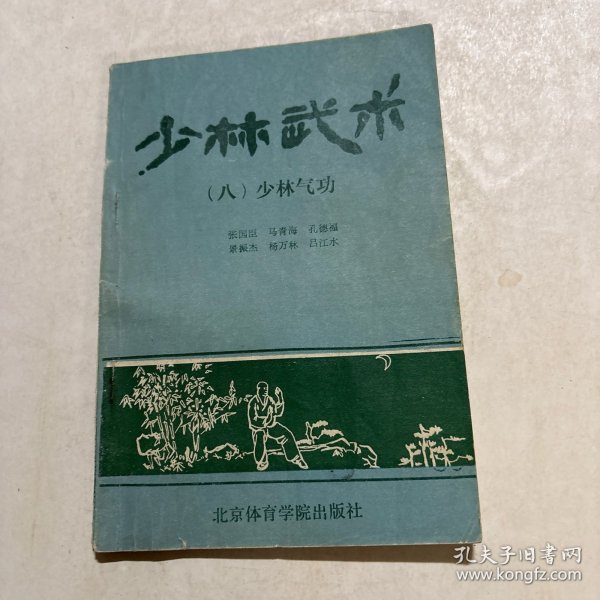 少林武术
（八）少林气功
张国臣 马青海 孔德福
景振杰 杨万林 吕江水
北京体育学院出版社
孔夫子旧书网
www.kongfz.com